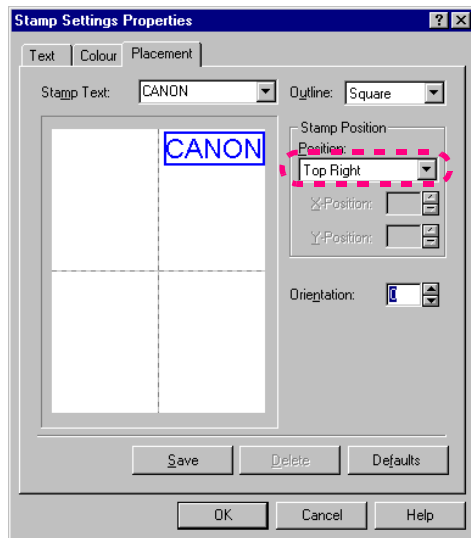 Stamp Settings Properties
Text Colour Placement
Stamp Text: CANON Outline: Square
CANON
Stamp Position
Position:
Top Right
X-Position:
Y-Position:
Orientation: 0
Save Delete Defaults
OK Cancel Help